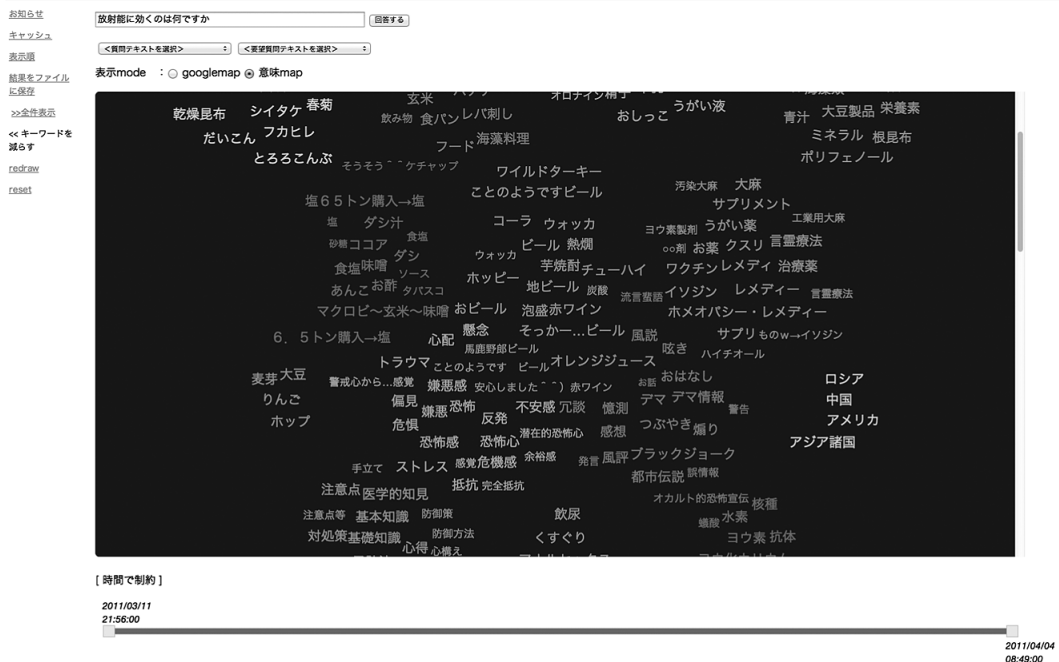 お知らせ
キャッシュ
表示順
結果をファイル
に保存
>>全件表示
<< キーワードを
減らす
redraw
reset
放射能に効くのは何ですか
回答する
<質問テキストを選択>
<要望質問テキストを選択>
表示mode ： googlemap 意味map
玄米
シイタケ 春菊
乾燥昆布
うがい液
おしっこ
大豆製品 栄養素
青汁
飲み物 食パン レバ刺し
だいこん フカヒレ
フード 海藻料理
ミネラル 根昆布
とろろこんぶ
そうそう＾＾ケチャップ
ポリフェノール
ワイルドターキー
ことのようですビール
汚染大麻 大麻
サプリメント
塩６５トン購入→塩
工業用大麻
塩 ダシ汁
コーラ ウォッカ
ヨウ素製剤 うがい薬
砂糖 ココア 食塩
ビール 熱燗
○○剤 お薬 クスリ 言霊療法
ダシ
ウォッカ
食塩 味噌 ソース
芋焼酎 チューハイ
ワクチン レメディ 治療薬
ホッピー
あんこ お酢 タバスコ
地ビール 炭酸
流言蜚語 イソジン レメディー 言霊療法
マクロビ〜玄米〜味噌 おビール 泡盛 赤ワイン
ホメオパシー・レメディー
６．５トン購入→塩
心配 懸念 そっかー…ビール 風説
サプリ ものｗ→イソジン
馬鹿野郎ビール
呟き ハイチオール
トラウマ ことのようです ビール オレンジジュース
麦芽 大豆
警戒心から…感覚 嫌悪感 安心しました＾＾）赤ワイン
お話 おはなし
ロシア
りんご
偏見 嫌悪 恐怖 不安感 冗談 憶測
デマ デマ情報 警告
中国
ホップ
危惧 反発
つぶやき 煽り
アメリカ
恐怖感 恐怖心 潜在的恐怖心 感想
アジア諸国
手立て ストレス 感覚 危機感 余裕感
発言 風評 ブラックジョーク
都市伝説 誤情報
注意点 医学的知見
抵抗 完全抵抗
オカルト的恐怖宣伝 核種
注意点等 基本知識 防御策
飲尿
蟻酸 水素
対処策 基礎知識 防御方法
くすぐり
ヨウ素 抗体
心得 心構え
[ 時間で制約 ]
2011/03/11
21:56:00
2011/04/04
08:49:00